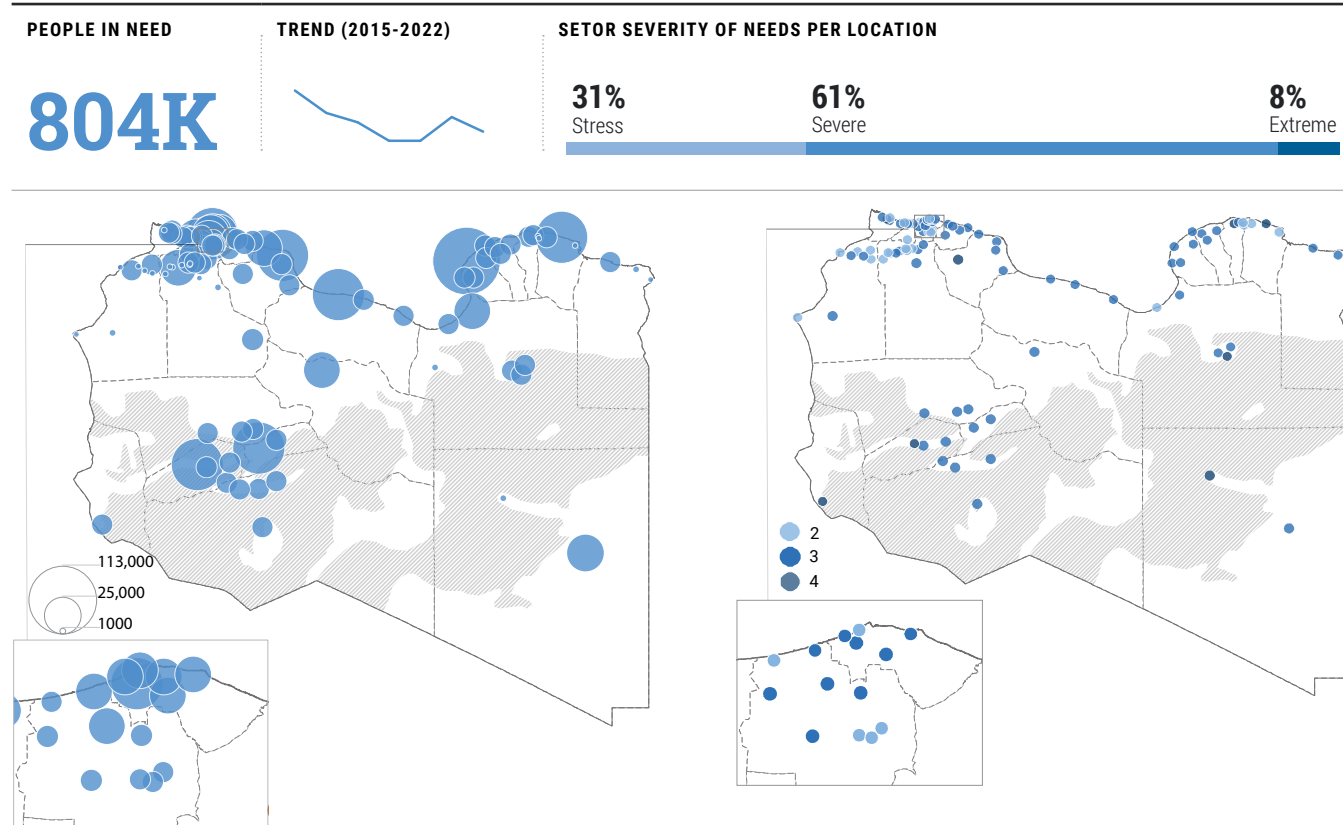 PEOPLE IN NEED
804K
TREND (2015-2022)
SETOR SEVERITY OF NEEDS PER LOCATION
31%
Stress
61%
Severe
8%
Extreme
113,000
25,000
1000
2
3
4